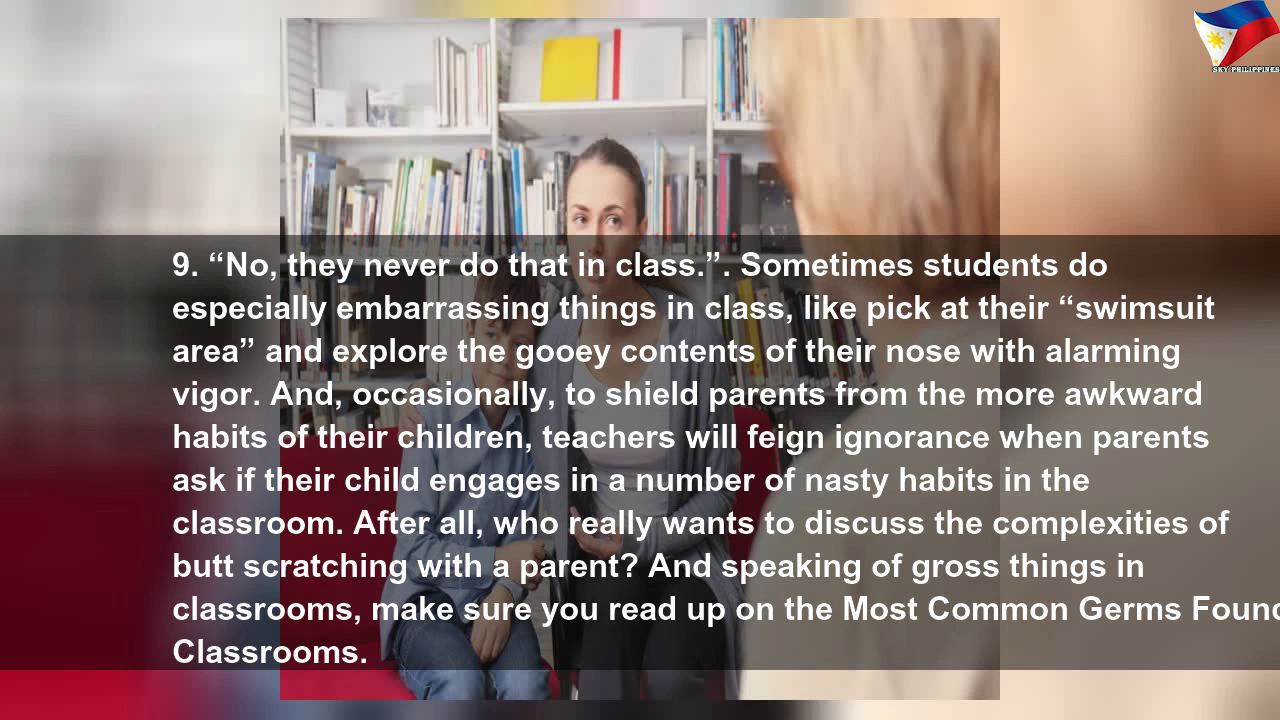 SKY PHILIPPINES
9. “No, they never do that in class.”. Sometimes students do
especially embarrassing things in class, like pick at their “swimsuit
area” and explore the gooey contents of their nose with alarming
vigor. And, occasionally, to shield parents from the more awkward
habits of their children, teachers will feign ignorance when parents
ask if their child engages in a number of nasty habits in the
classroom. After all, who really wants to discuss the complexities of
butt scratching with a parent? And speaking of gross things in
classrooms, make sure you read up on the Most Common Germs Found
Classrooms.